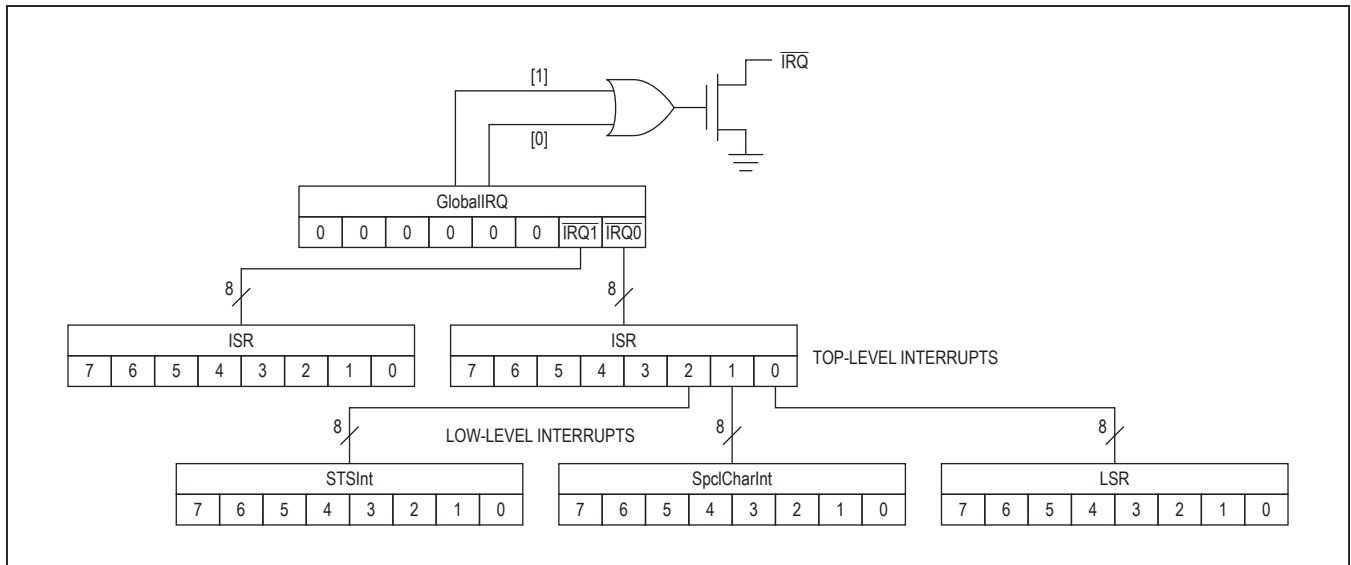 I̅R̅Q̅
[1]
[0]
GlobalIRQ
0 0 0 0 0 0 I̅R̅Q̅1̅ I̅R̅Q̅0̅
8 8
ISR ISR
7 6 5 4 3 2 1 0 7 6 5 4 3 2 1 0
TOP-LEVEL INTERRUPTS
8 LOW-LEVEL INTERRUPTS 8 8
STSInt SpclCharInt LSR
7 6 5 4 3 2 1 0 7 6 5 4 3 2 1 0 7 6 5 4 3 2 1 0